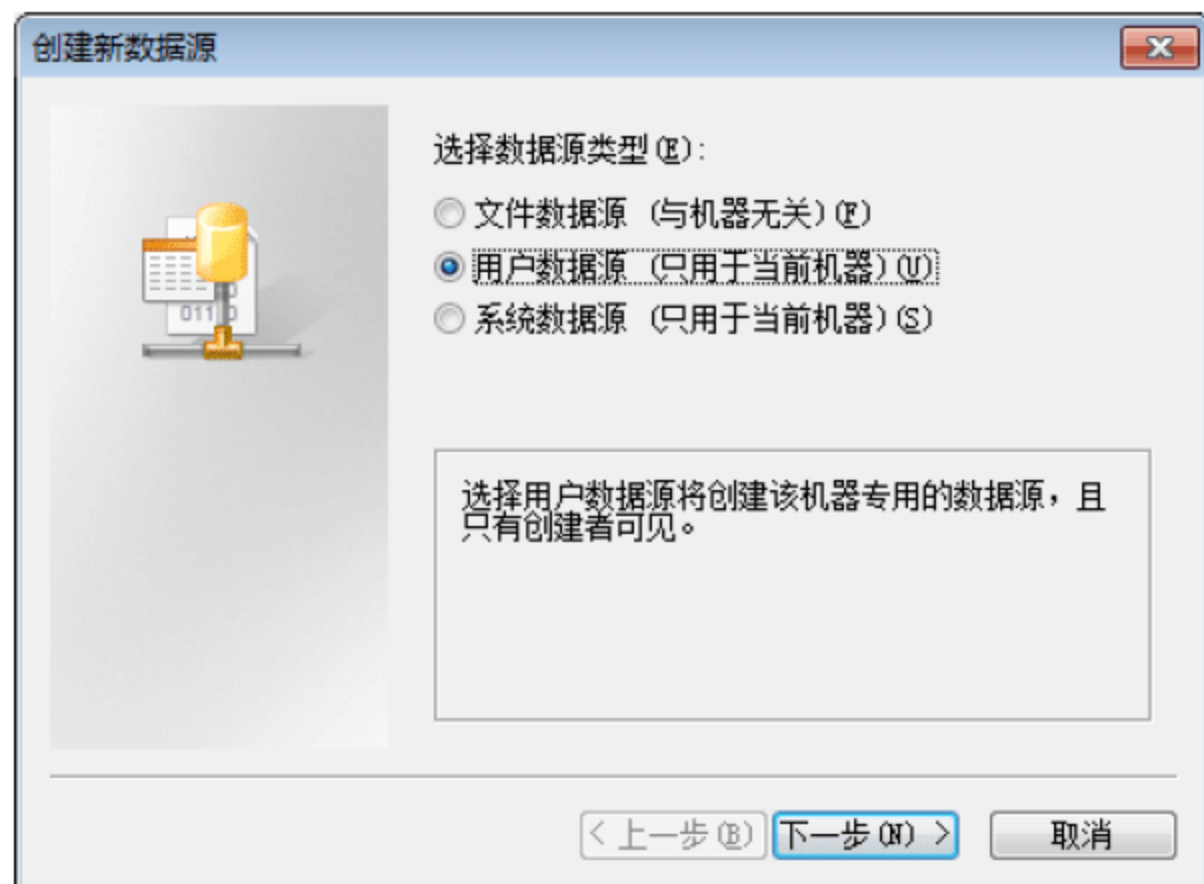 创建新数据源
选择数据源类型(E):
文件数据源 (与机器无关)(F)
用户数据源 (只用于当前机器)(U)
系统数据源 (只用于当前机器)(S)
选择用户数据源将创建该机器专用的数据源，且
只有创建者可见。
< 上一步(B)
下一步(N) >
取消